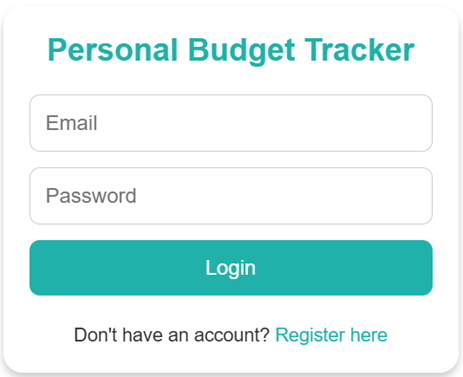 Personal Budget Tracker
Email
Password
Login
Don't have an account? Register here